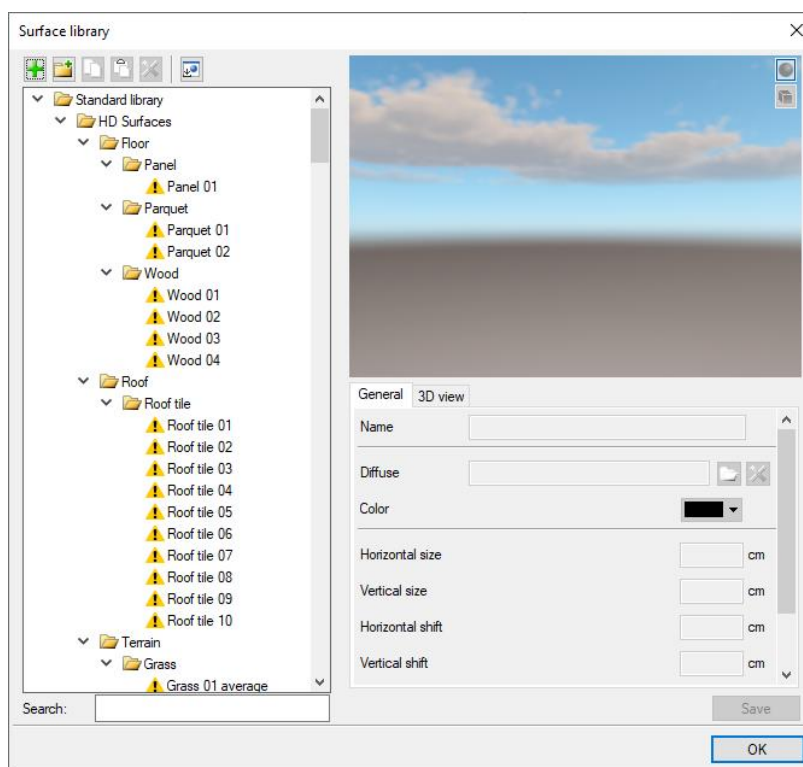 Surface library
Standard library
HD Surfaces
Floor
Panel
Panel 01
Parquet
Parquet 01
Parquet 02
Wood
Wood 01
Wood 02
Wood 03
Wood 04
Roof
Roof tile
Roof tile 01
Roof tile 02
Roof tile 03
Roof tile 04
Roof tile 05
Roof tile 06
Roof tile 07
Roof tile 08
Roof tile 09
Roof tile 10
Terrain
Grass
Grass 01 average
Search:
General 3D view
Name
Diffuse
Color
Horizontal size cm
Vertical size cm
Horizontal shift cm
Vertical shift cm
Save
OK